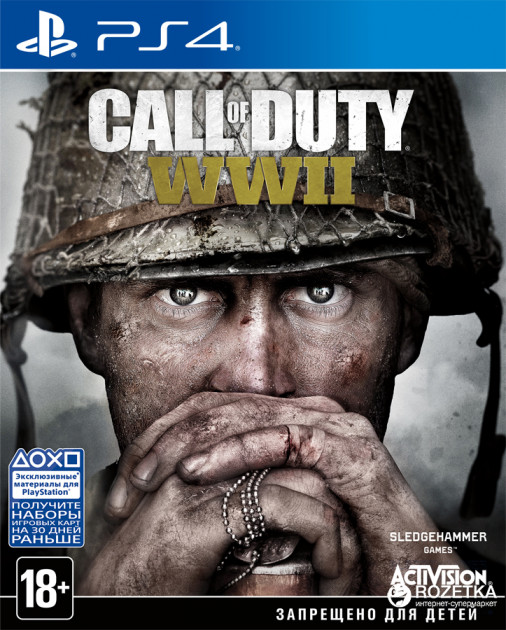 PS4
CALL OF DUTY
WWII
Эксклюзивные*
материалы для
PlayStation®
ПОЛУЧИТЕ
НАБОРЫ
ИГРОВЫХ КАРТ
НА 30 ДНЕЙ
РАНЬШЕ
SLEDGEHAMMER
GAMES™
ACTIVISION
ROZETKA
интернет-супермаркет
18+
ЗАПРЕЩЕНО ДЛЯ ДЕТЕЙ